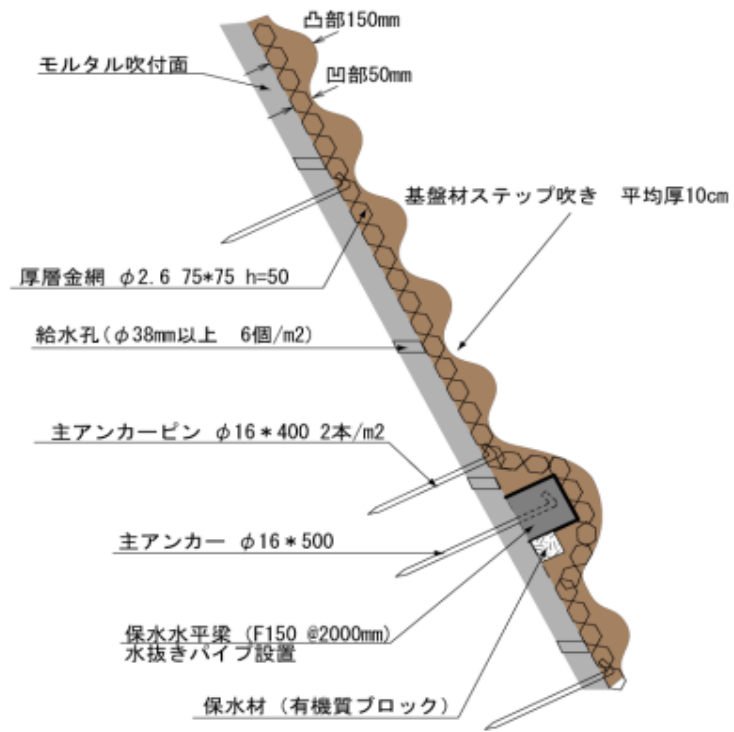 凸部150mm
モルタル吹付面
凹部50mm
基盤材ステップ吹き　平均厚10cm
厚層金網 φ2.6 75*75 h=50
給水孔(φ38mm以上　6個/m2)
主アンカーピン φ16*400 2本/m2
主アンカー φ16*500
保水水平梁 (F150 @2000mm)
水抜きパイプ設置
保水材 (有機質ブロック)